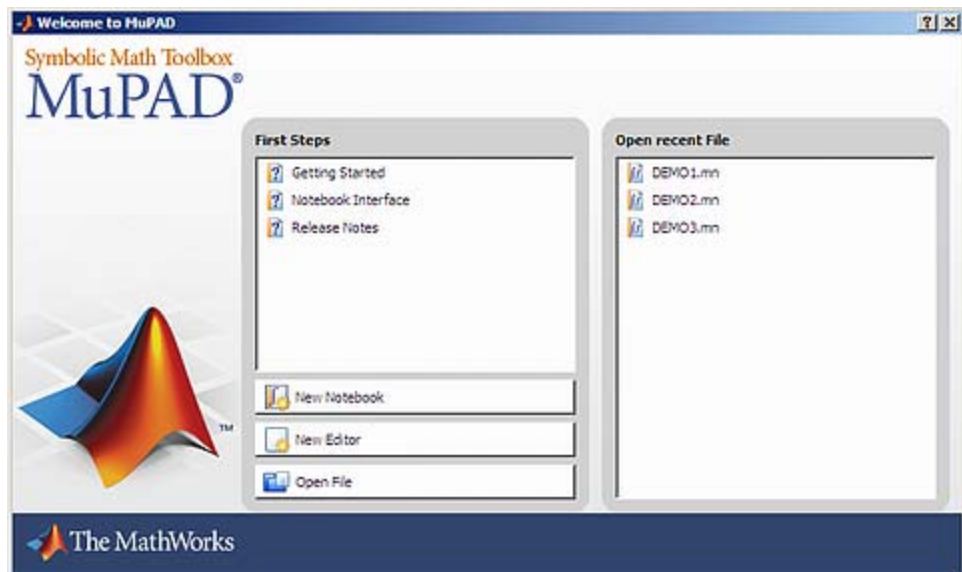 Welcome to MuPAD
Symbolic Math Toolbox
MuPAD®
First Steps
Getting Started
Notebook Interface
Release Notes
New Notebook
New Editor
Open File
Open recent File
DEMO1.mn
DEMO2.mn
DEMO3.mn
TM
The MathWorks